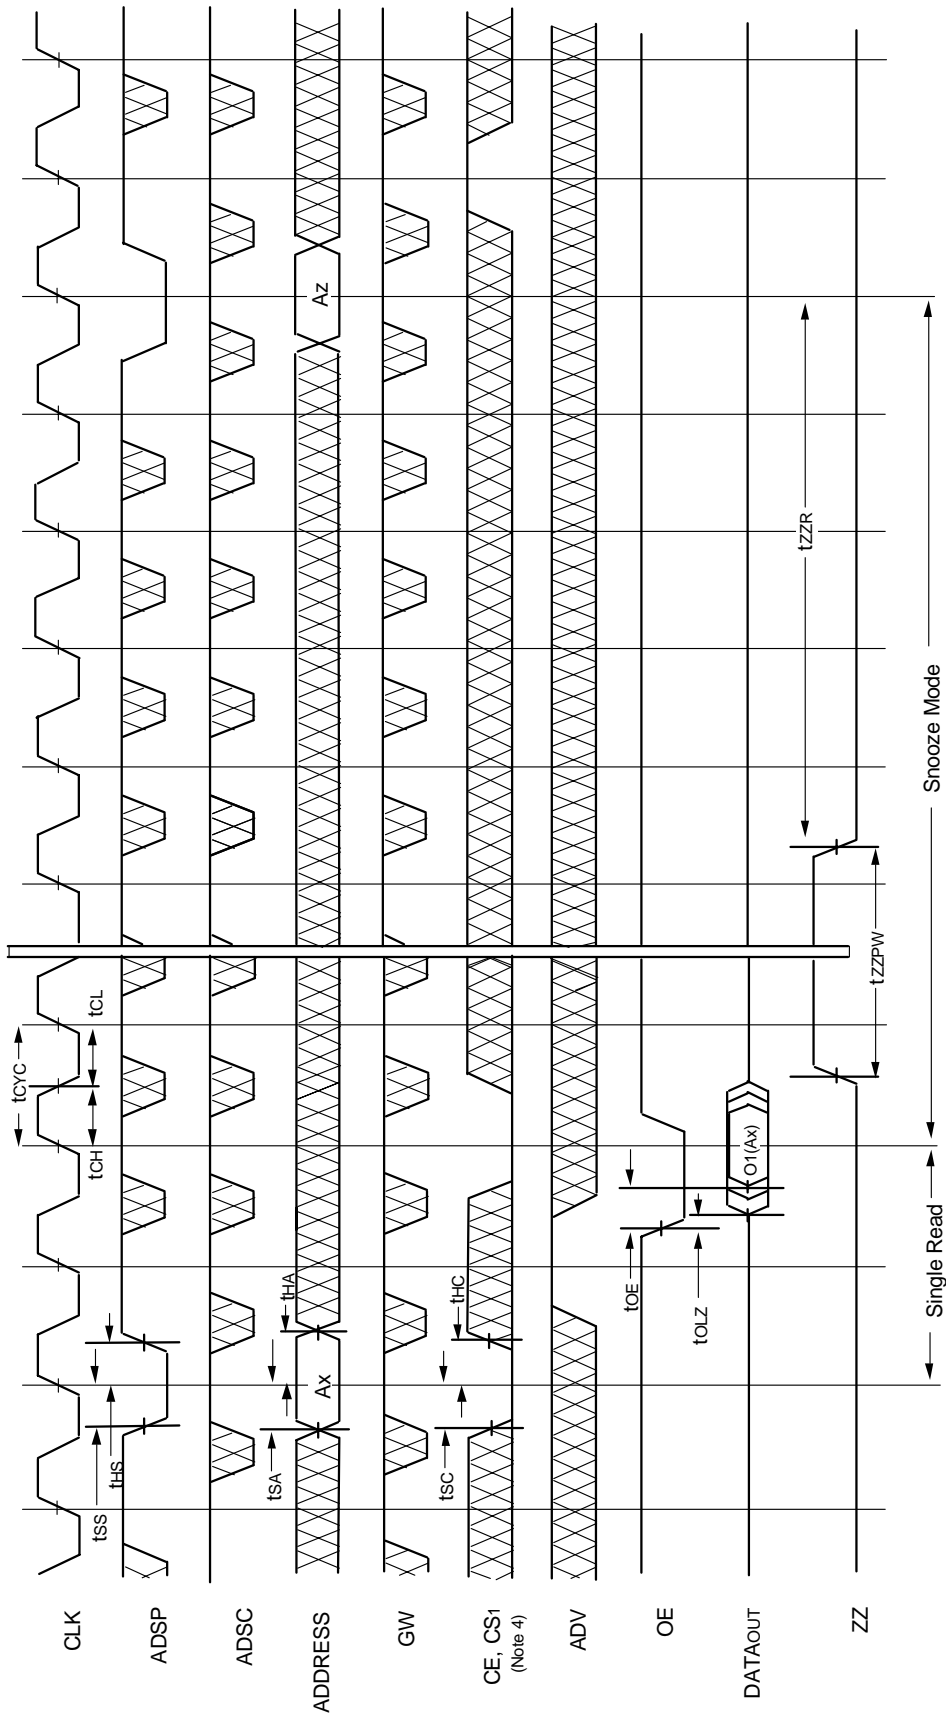 CLK
ADSP
ADSC
ADDRESS
GW
CE, CS1
(Note 4)
ADV
OE
DATAOUT
ZZ
tCYC
tCH
tCL
tSS
tHS
tSA
tHA
Ax
Az
tSC
tHC
tOE
tOLZ
O1(Ax)
tZZPW
tZZR
Single Read
Snooze Mode